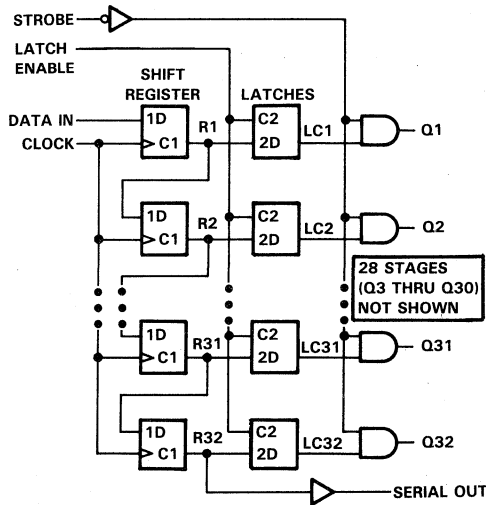 STROBE
LATCH
ENABLE
SHIFT
REGISTER
LATCHES
DATA IN
CLOCK
1D
C1
R1
C2
2D
LC1
Q1
1D
C1
R2
C2
2D
LC2
Q2
28 STAGES
(Q3 THRU Q30)
NOT SHOWN
1D
C1
R31
C2
2D
LC31
Q31
1D
C1
R32
C2
2D
LC32
Q32
SERIAL OUT